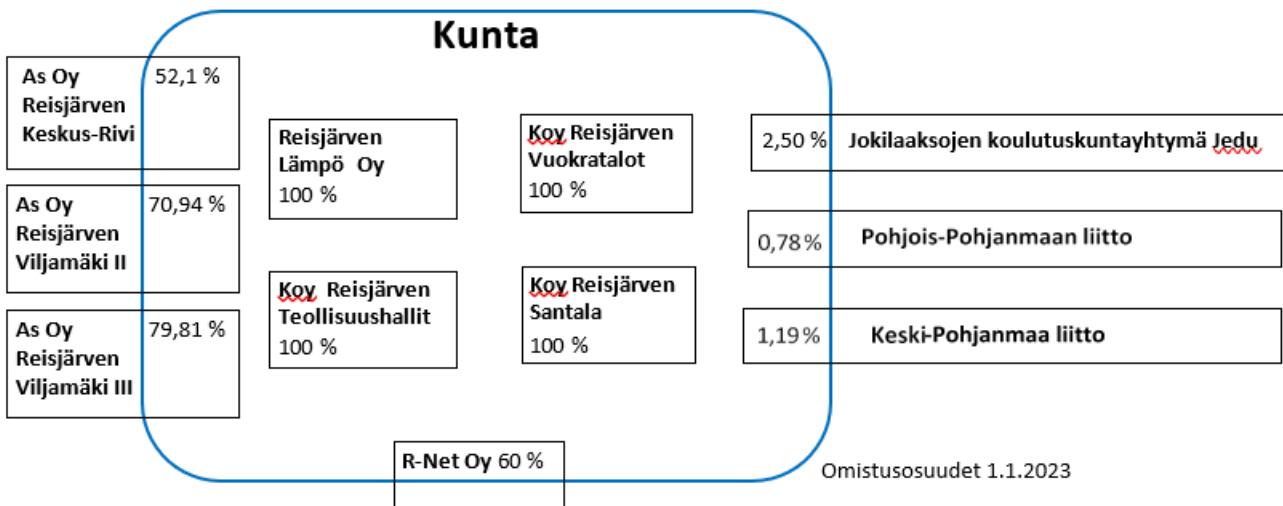 Kunta
As Oy
Reisjärven
Keskus-Rivi
52,1 %
As Oy
Reisjärven
Viljamäki II
70,94 %
As Oy
Reisjärven
Viljamäki III
79,81 %
Reisjärven
Lämpö Oy
100 %
Koy Reisjärven
Vuokratalot
100 %
Koy Reisjärven
Teollisuushallit
100 %
Koy Reisjärven
Santala
100 %
2,50 % Jokilaaksojen koulutuskuntayhtymä Jedu
0,78% Pohjois-Pohjanmaan liitto
1,19% Keski-Pohjanmaa liitto
R-Net Oy 60 %
Omistusosuudet 1.1.2023